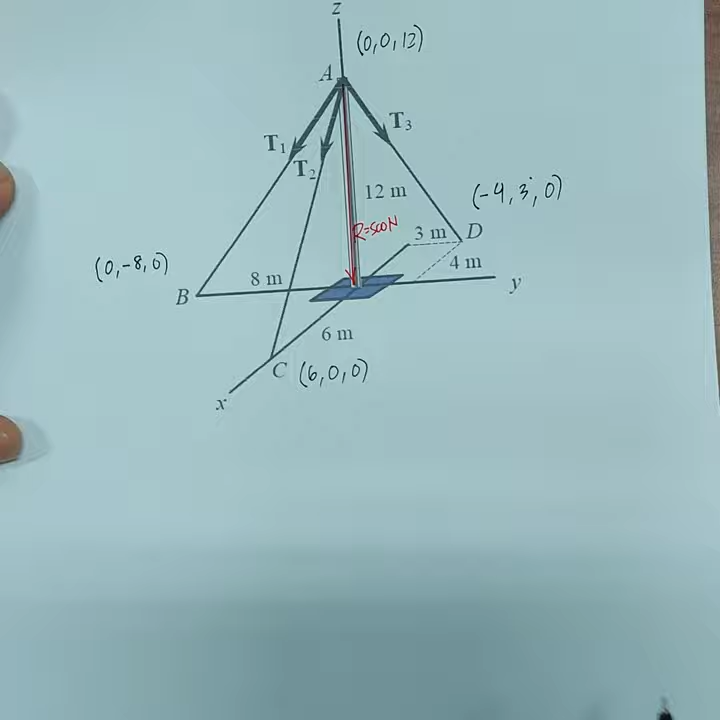 z
(0,0,12)
A
T1
T2
T3
12 m
(-4, 3, 0)
R=500N
3 m
D
4 m
(0,-8,0)
B
8 m
y
6 m
C
(6,0,0)
x